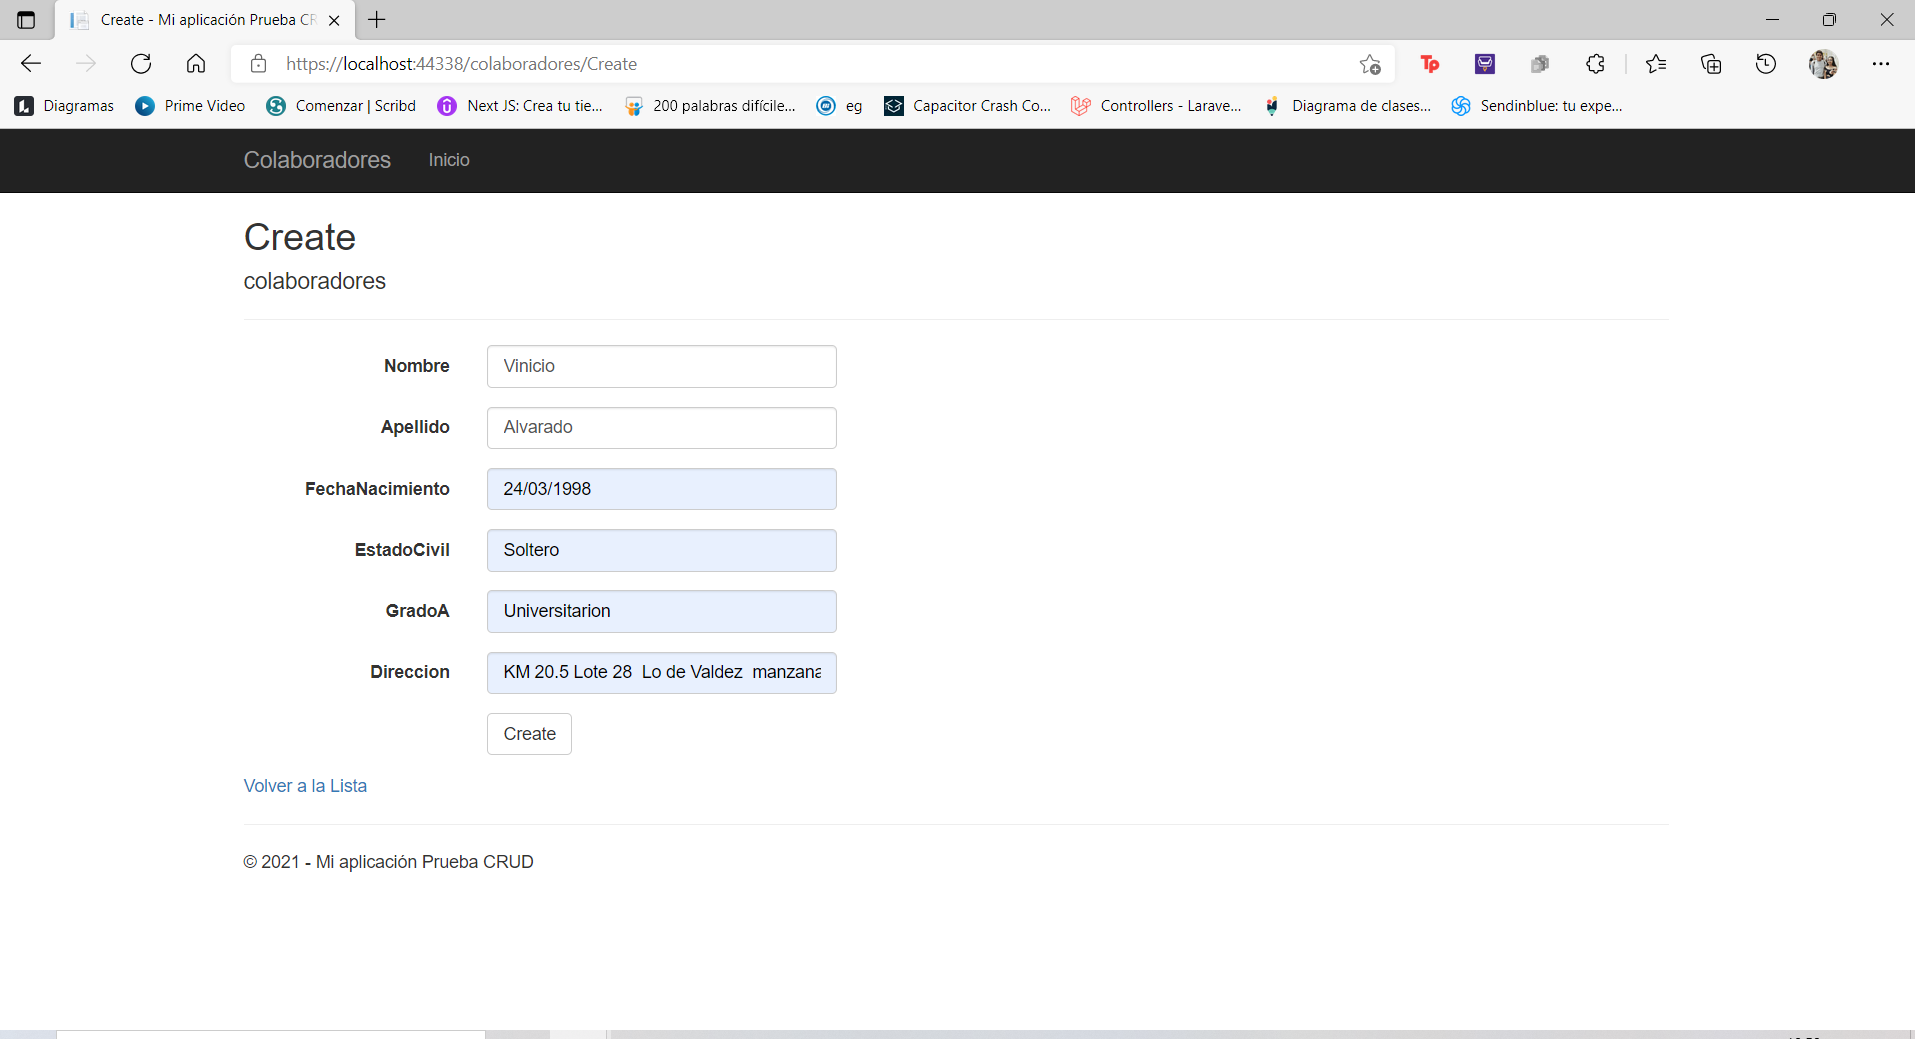 Create - Mi aplicación Prueba CR
https://localhost:44338/colaboradores/Create
Diagramas Prime Video Comenzar | Scribd Next JS: Crea tu tie... 200 palabras difícile... eg Capacitor Crash Co... Controllers - Larave... Diagrama de clases... Sendinblue: tu expe...
Colaboradores Inicio
Create
colaboradores
Nombre Vinicio
Apellido Alvarado
FechaNacimiento 24/03/1998
EstadoCivil Soltero
GradoA Universitarion
Direccion KM 20.5 Lote 28  Lo de Valdez  manzana
Create
Volver a la Lista
© 2021 - Mi aplicación Prueba CRUD